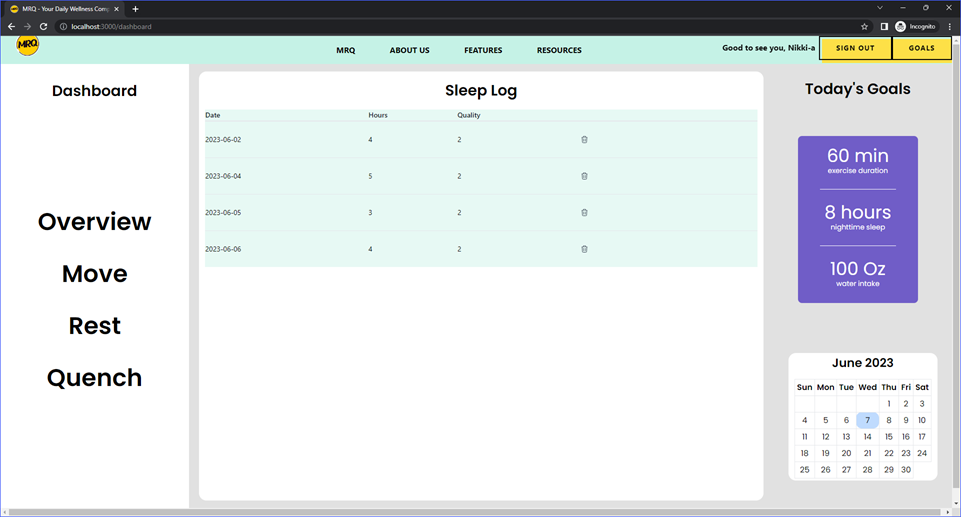 MRQ - Your Daily Wellness Comp
localhost:3000/dashboard
Incognito
MRQ
MRQ ABOUT US FEATURES RESOURCES
Good to see you, Nikki-a
SIGN OUT
GOALS
Dashboard
Overview
Move
Rest
Quench
Sleep Log
Date Hours Quality
2023-06-02 4 2
2023-06-04 5 2
2023-06-05 3 2
2023-06-06 4 2
Today's Goals
60 min
exercise duration
8 hours
nighttime sleep
100 Oz
water intake
June 2023
Sun Mon Tue Wed Thu Fri Sat
1 2 3
4 5 6 7 8 9 10
11 12 13 14 15 16 17
18 19 20 21 22 23 24
25 26 27 28 29 30